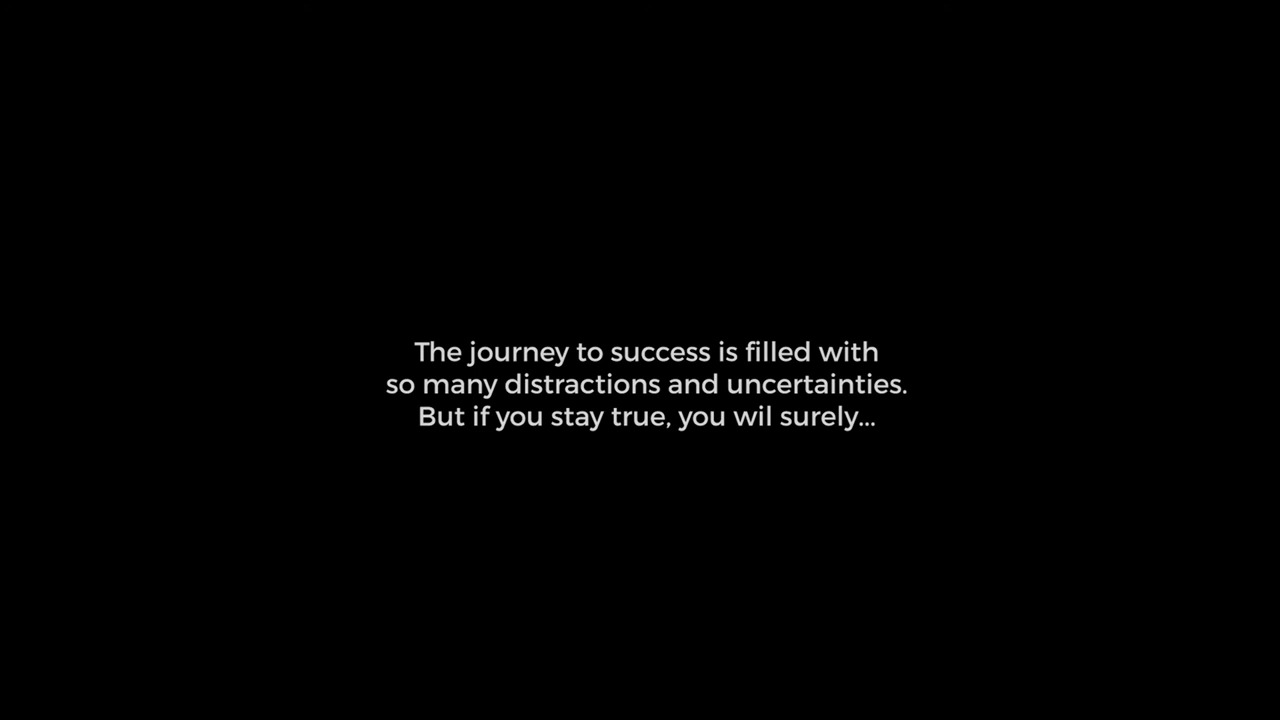 The journey to success is filled with
so many distractions and uncertainties.
But if you stay true, you wil surely...